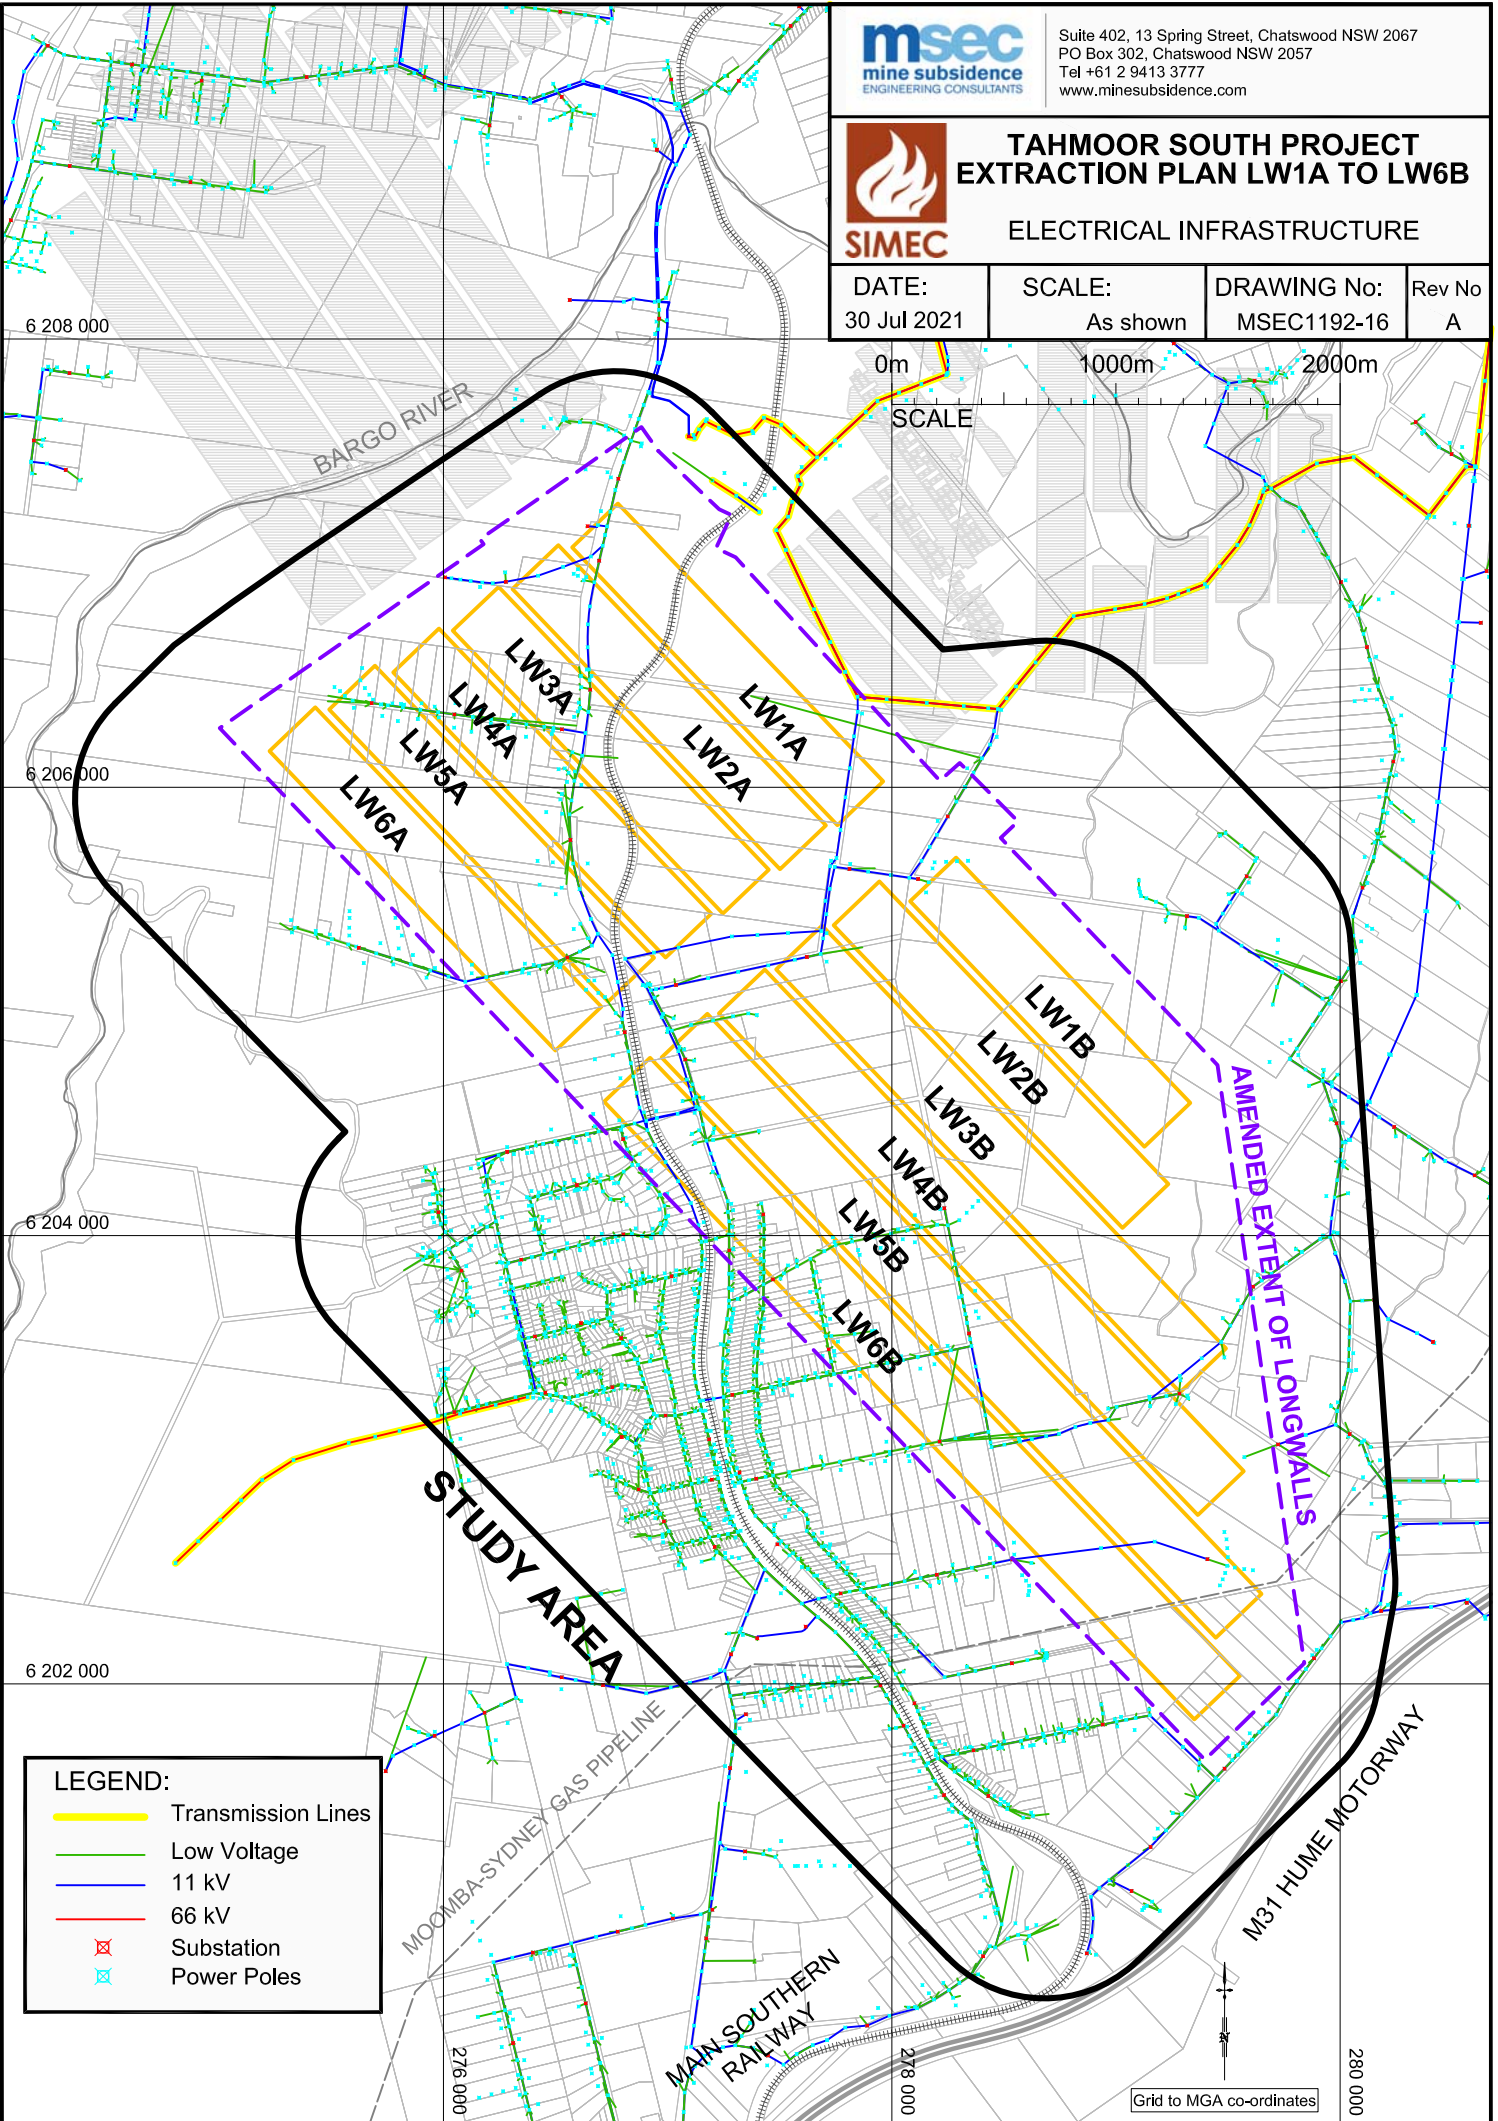 msec
mine subsidence
ENGINEERING CONSULTANTS
Suite 402, 13 Spring Street, Chatswood NSW 2067
PO Box 302, Chatswood NSW 2057
Tel +61 2 9413 3777
www.minesubsidence.com
SIMEC
TAHMOOR SOUTH PROJECT
EXTRACTION PLAN LW1A TO LW6B
ELECTRICAL INFRASTRUCTURE
DATE:
30 Jul 2021
SCALE:
As shown
DRAWING No:
MSEC1192-16
Rev No
A
0m
1000m
2000m
SCALE
6 208 000
BARGO RIVER
LW3A
LW1A
LW4A
LW2A
LW5A
6 206 000
LW6A
LW1B
LW2B
LW3B
LW4B
LW5B
LW6B
AMENDED EXTENT OF LONGWALLS
6 204 000
STUDY AREA
6 202 000
MOOMBA-SYDNEY GAS PIPELINE
M31 HUME MOTORWAY
MAIN SOUTHERN
RAILWAY
LEGEND:
Transmission Lines
Low Voltage
11 kV
66 kV
Substation
Power Poles
276 000
278 000
280 000
N
Grid to MGA co-ordinates